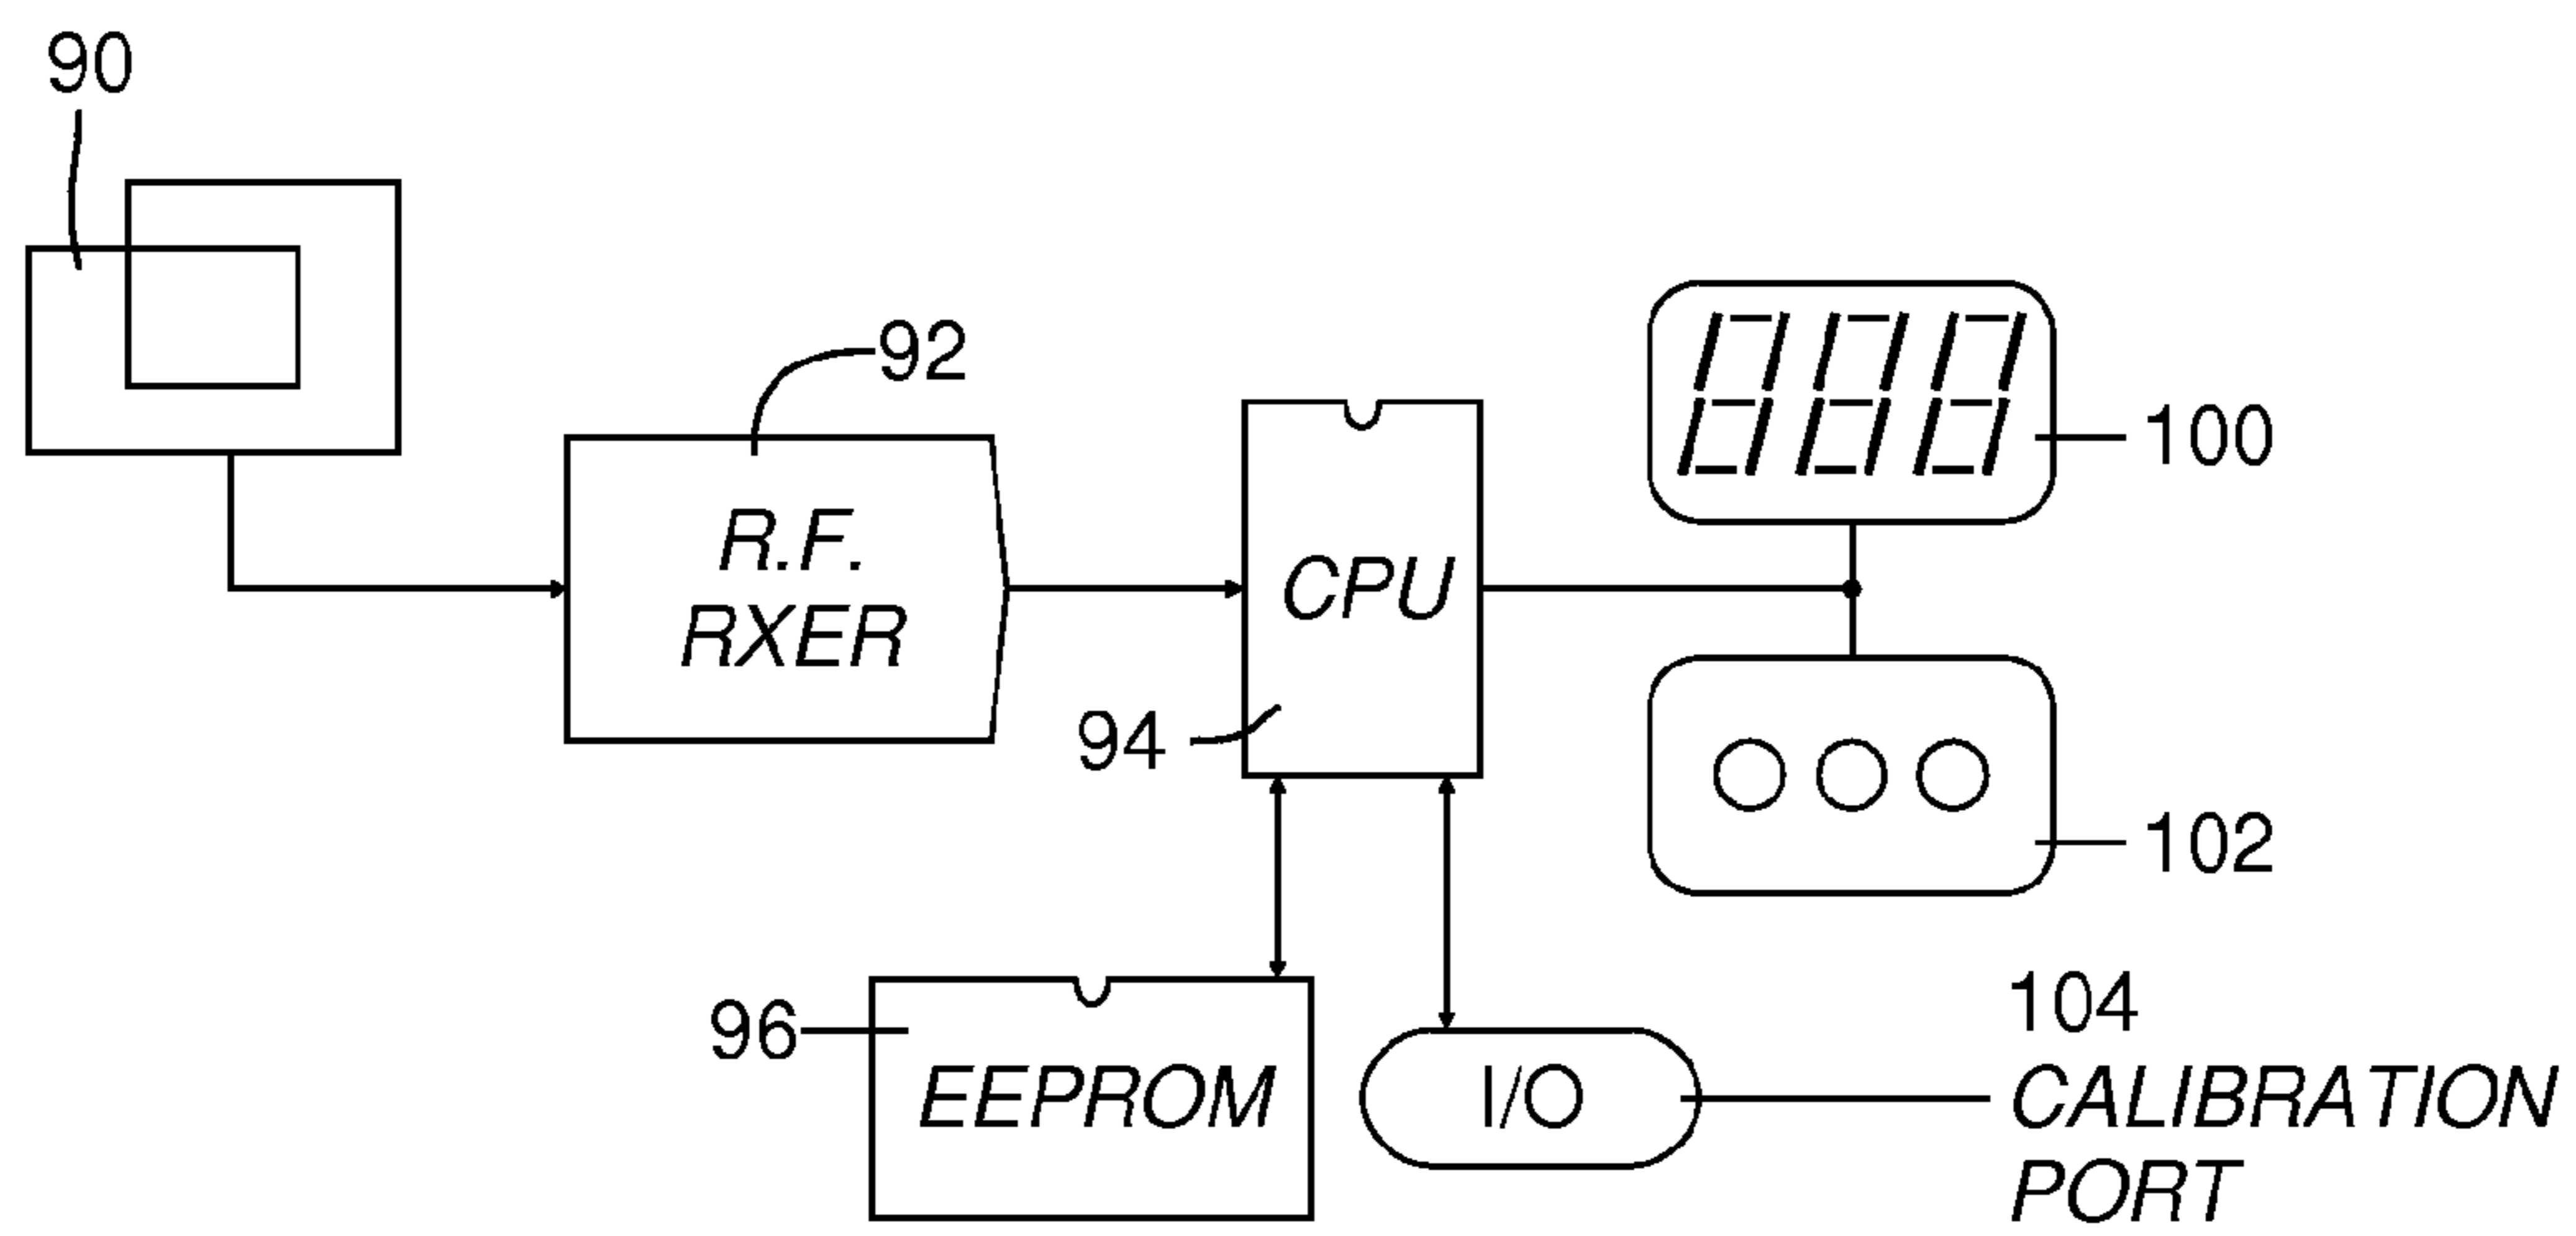 90
92
R.F.
RXER
CPU
94
100
102
96
EEPROM
I/O
104
CALIBRATION
PORT